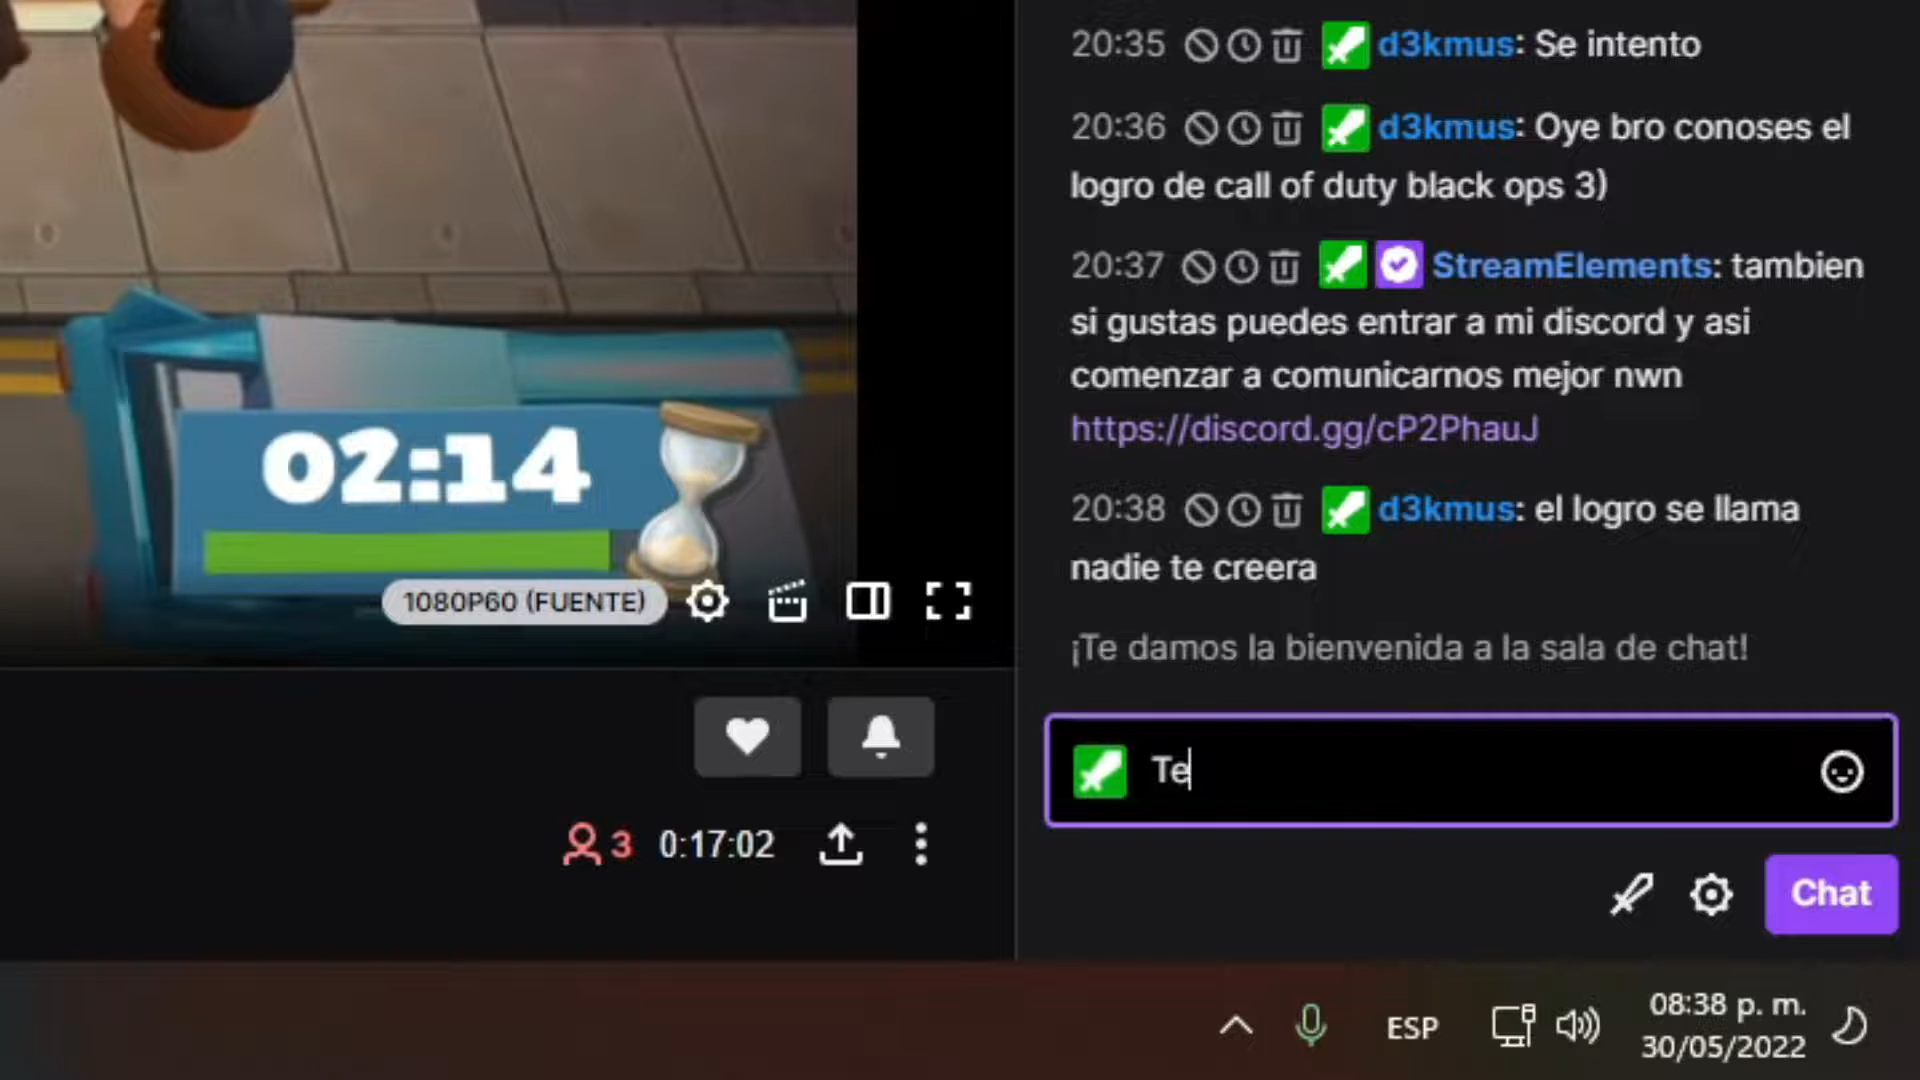 20:35 d3kmus: Se intento
20:36 d3kmus: Oye bro conoses el
logro de call of duty black ops 3)
20:37 StreamElements: tambien
si gustas puedes entrar a mi discord y asi
comenzar a comunicarnos mejor nwn
https://discord.gg/cP2PhauJ
20:38 d3kmus: el logro se llama
nadie te creera
¡Te damos la bienvenida a la sala de chat!
Te
Chat
02:14
1080P60 (FUENTE)
3 0:17:02
ESP
08:38 p. m.
30/05/2022